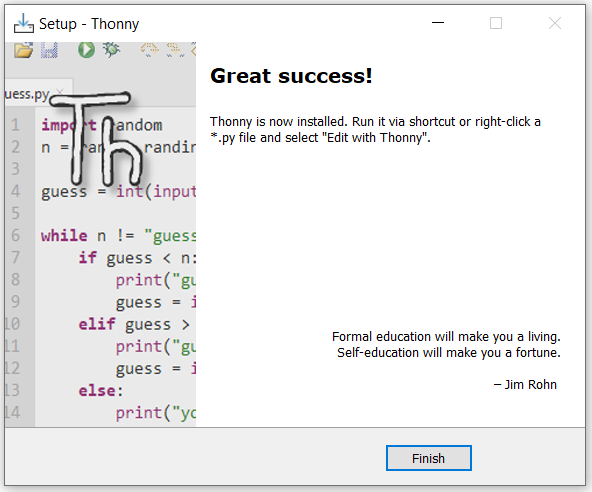 Setup - Thonny
Great success!
Thonny is now installed. Run it via shortcut or right-click a
*.py file and select "Edit with Thonny".
Formal education will make you a living.
Self-education will make you a fortune.
– Jim Rohn
Finish
uess.py ×
Th
1 import random
2 n =
3
4 guess = int(input
5
6 while n != "guess
7 if guess < n:
8 print("gu
9 guess = i
10 elif guess >
11 print("gu
12 guess = i
13 else:
14 print("yo